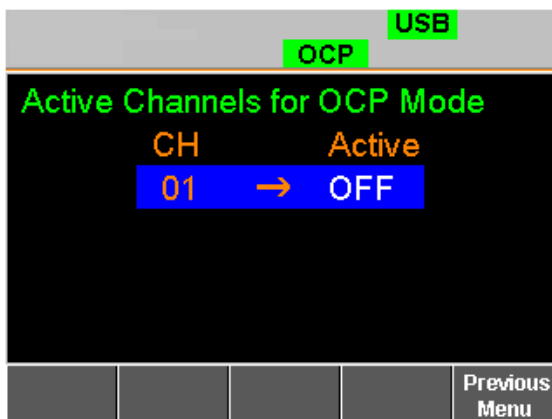 USB
OCP
Active Channels for OCP Mode
CH Active
01 → OFF
Previous
Menu